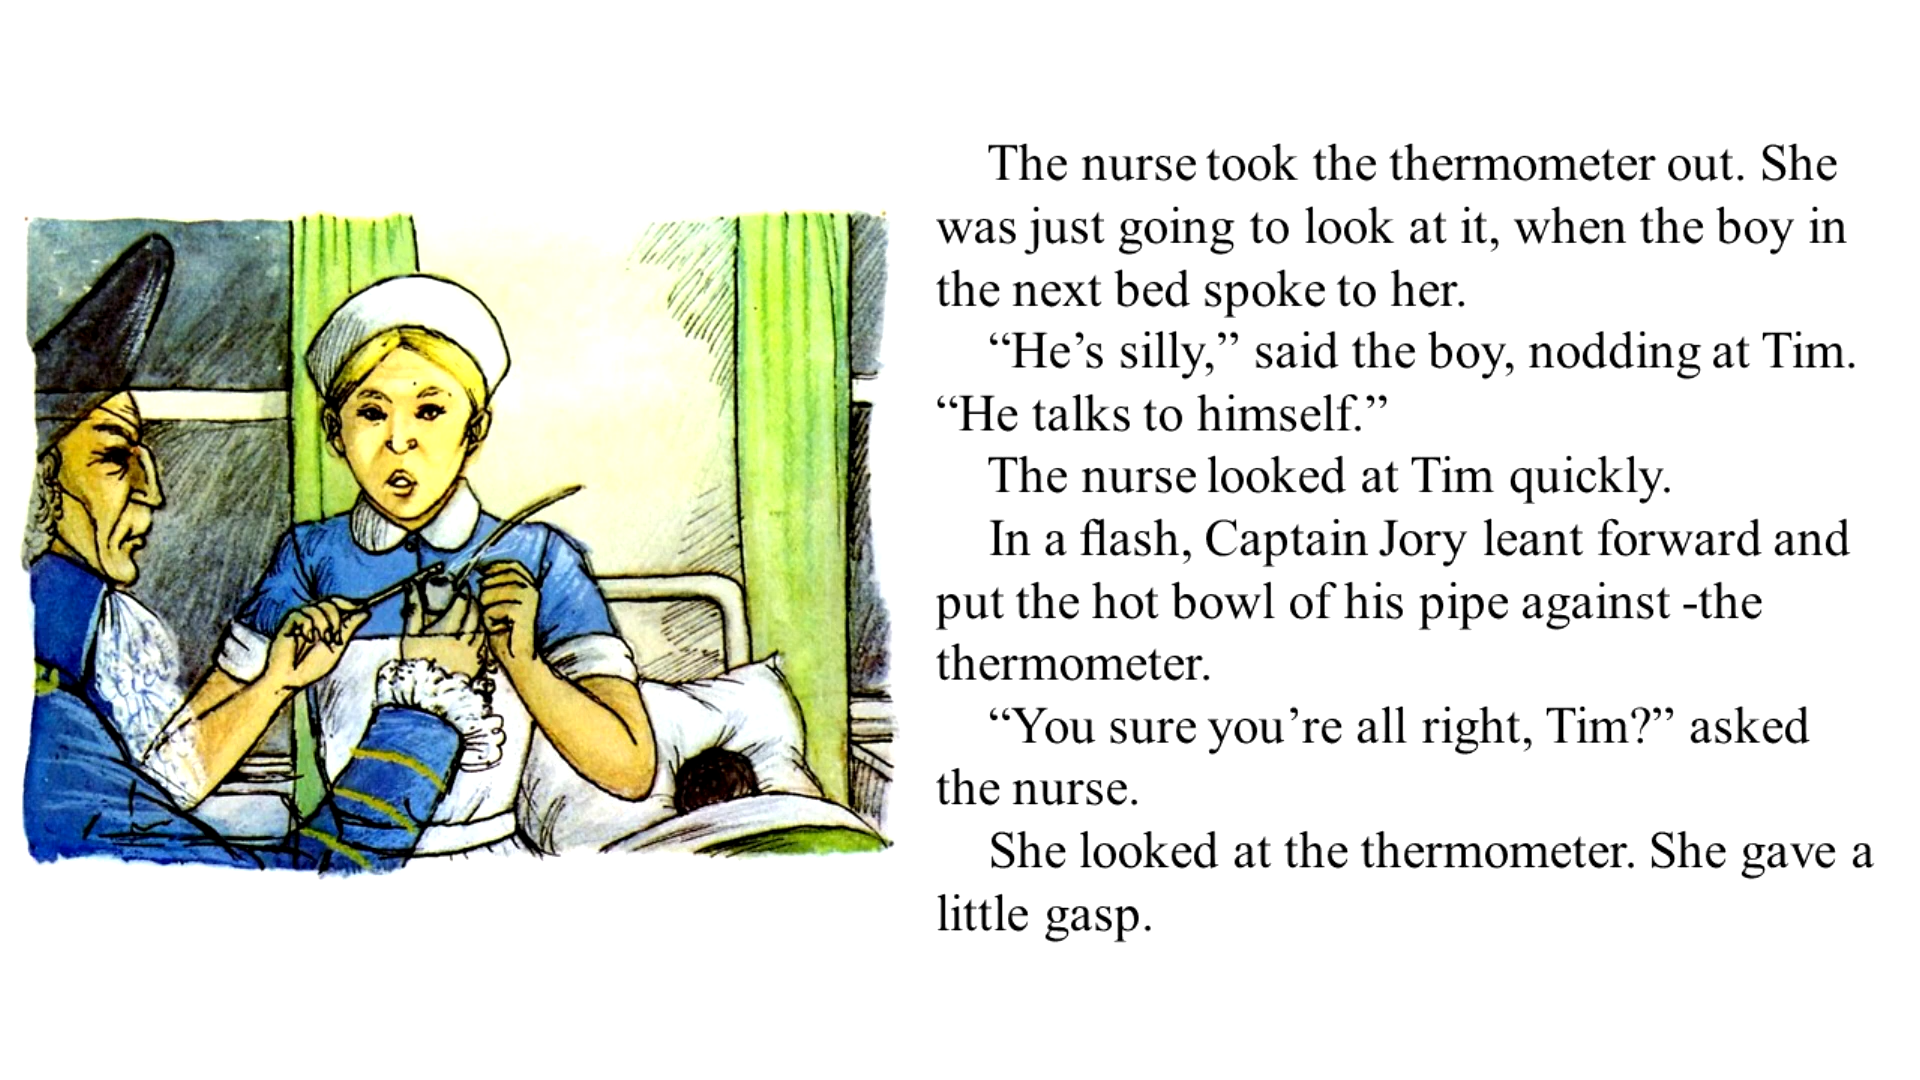 The nurse took the thermometer out. She
was just going to look at it, when the boy in
the next bed spoke to her.
“He’s silly,” said the boy, nodding at Tim.
“He talks to himself.”
The nurse looked at Tim quickly.
In a flash, Captain Jory leant forward and
put the hot bowl of his pipe against -the
thermometer.
“You sure you’re all right, Tim?” asked
the nurse.
She looked at the thermometer. She gave a
little gasp.